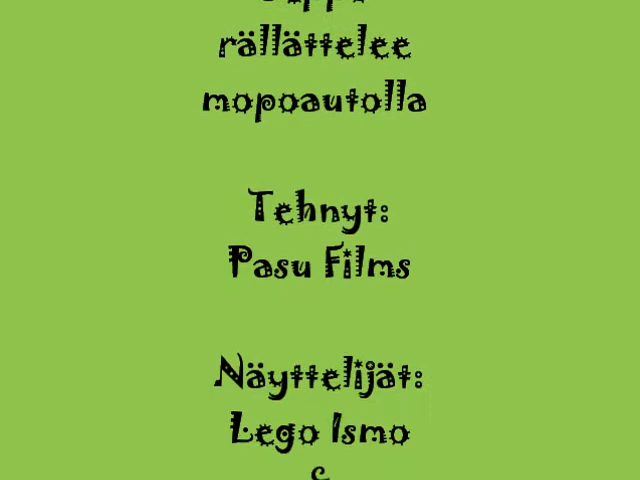 rällättelee
mopoautolla
Tehnyt:
Pasu Films
Näyttelijät:
Lego Ismo